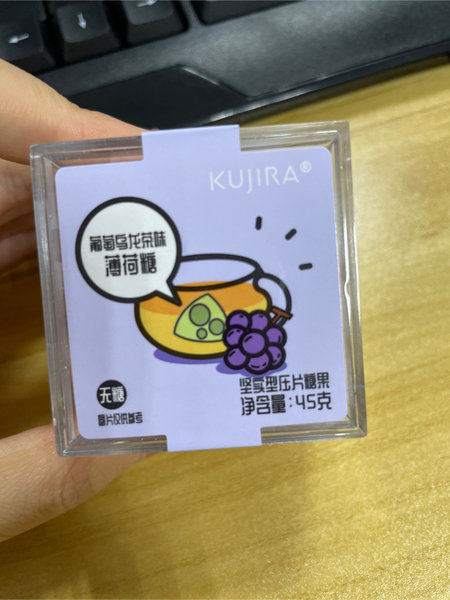 KUJIRA®
葡萄乌龙茶味
薄荷糖
无糖
图片仅供参考
坚实型压片糖果
净含量:45克